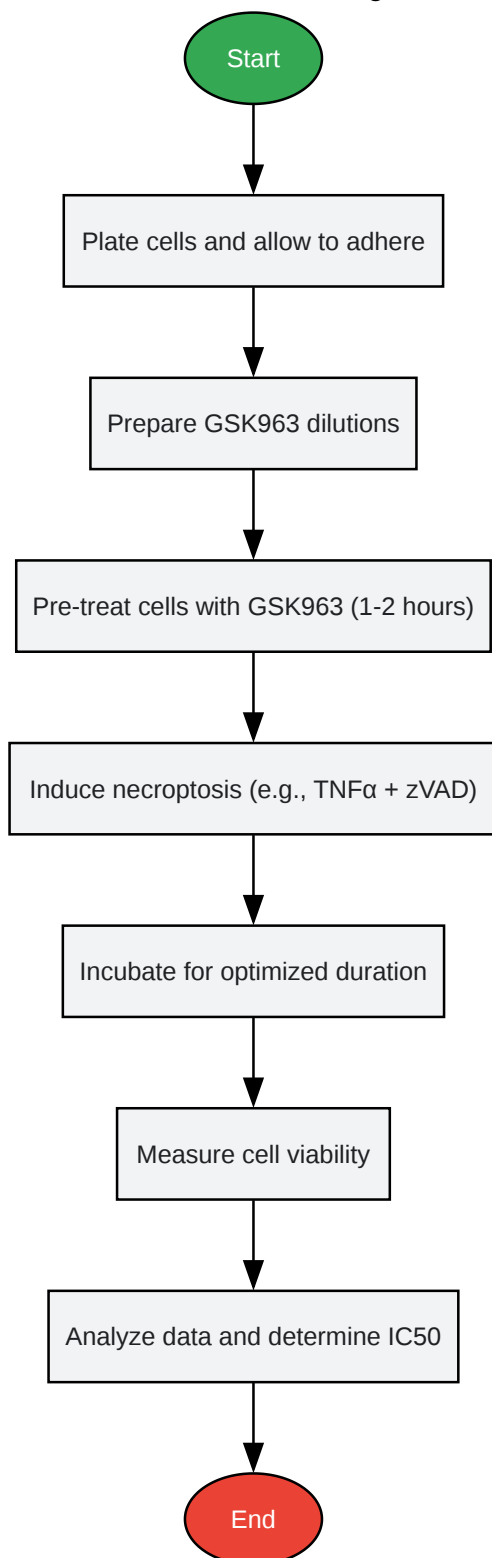 Start
Plate cells and allow to adhere
Prepare GSK963 dilutions
Pre-treat cells with GSK963 (1-2 hours)
Induce necroptosis (e.g., TNFα + zVAD)
Incubate for optimized duration
Measure cell viability
Analyze data and determine IC50
End